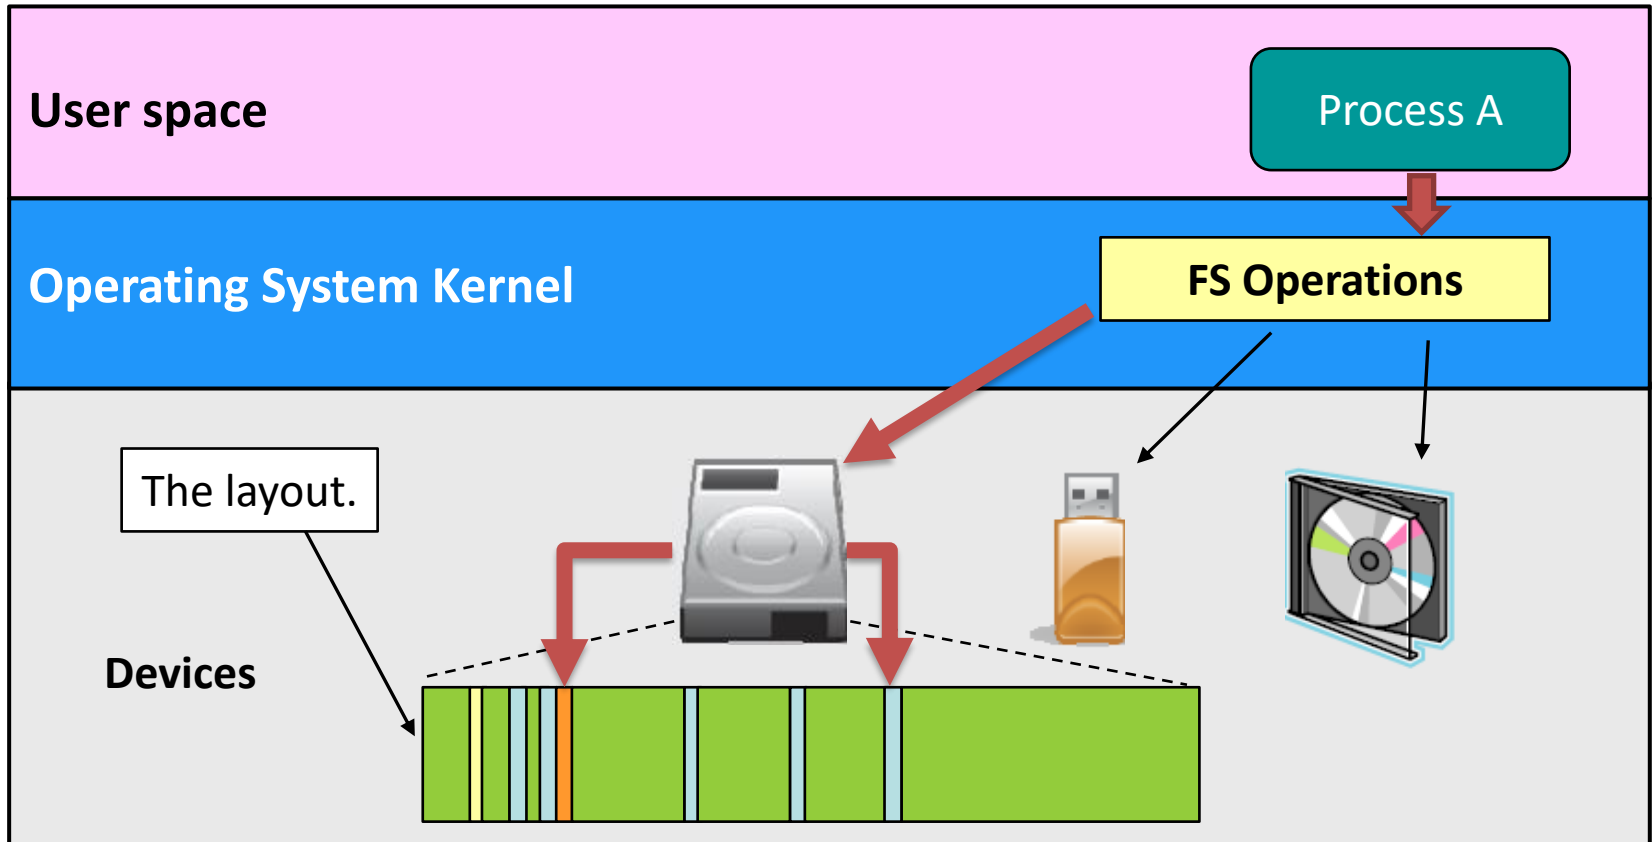 User space
Process A
Operating System Kernel
FS Operations
The layout.
Devices